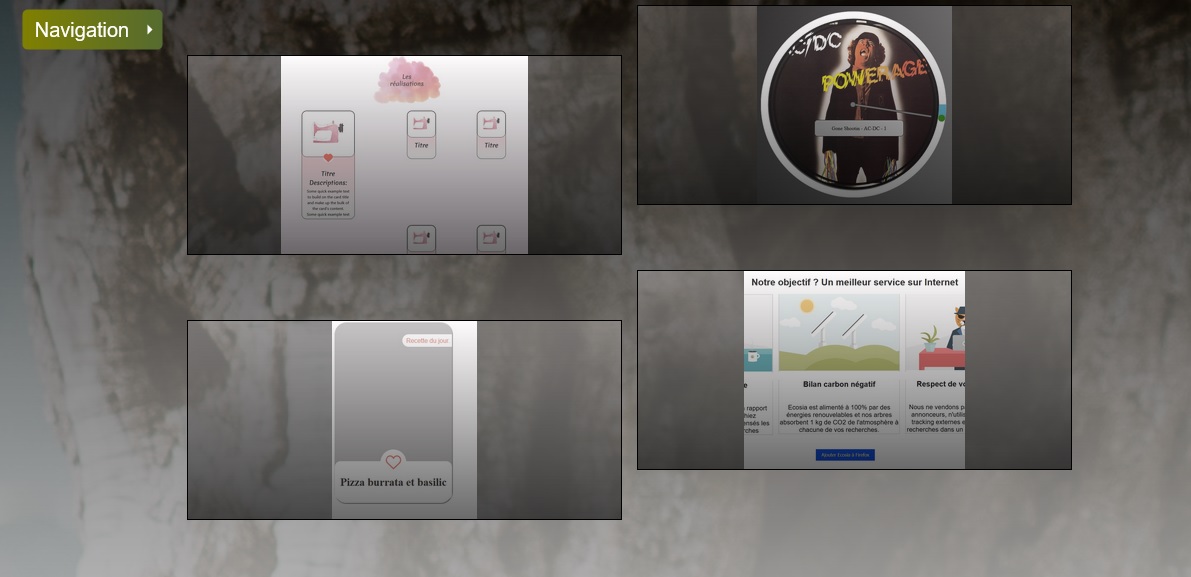 Navigation
Les
réalisations
Titre
Titre
Titre
Descriptions:
Some quick example text
to build on the card title
and make up the bulk of
the card's content.
Some quick example text
AC/DC
POWERAGE
Gone Shootin - AC-DC - 1
Recette du jour
Pizza burrata et basilic
Notre objectif ? Un meilleur service sur Internet
e
Bilan carbon négatif
Respect de vo
rapport
hiez
ensés les
rches
Ecosia est alimenté à 100% par des
énergies renouvelables et nos arbres
absorbent 1 kg de CO2 de l'atmosphère à
chacune de vos recherches.
Nous ne vendons p
annonceurs, n'utilis
tracking externes e
recherches dans un
Ajouter Ecosia à Firefox